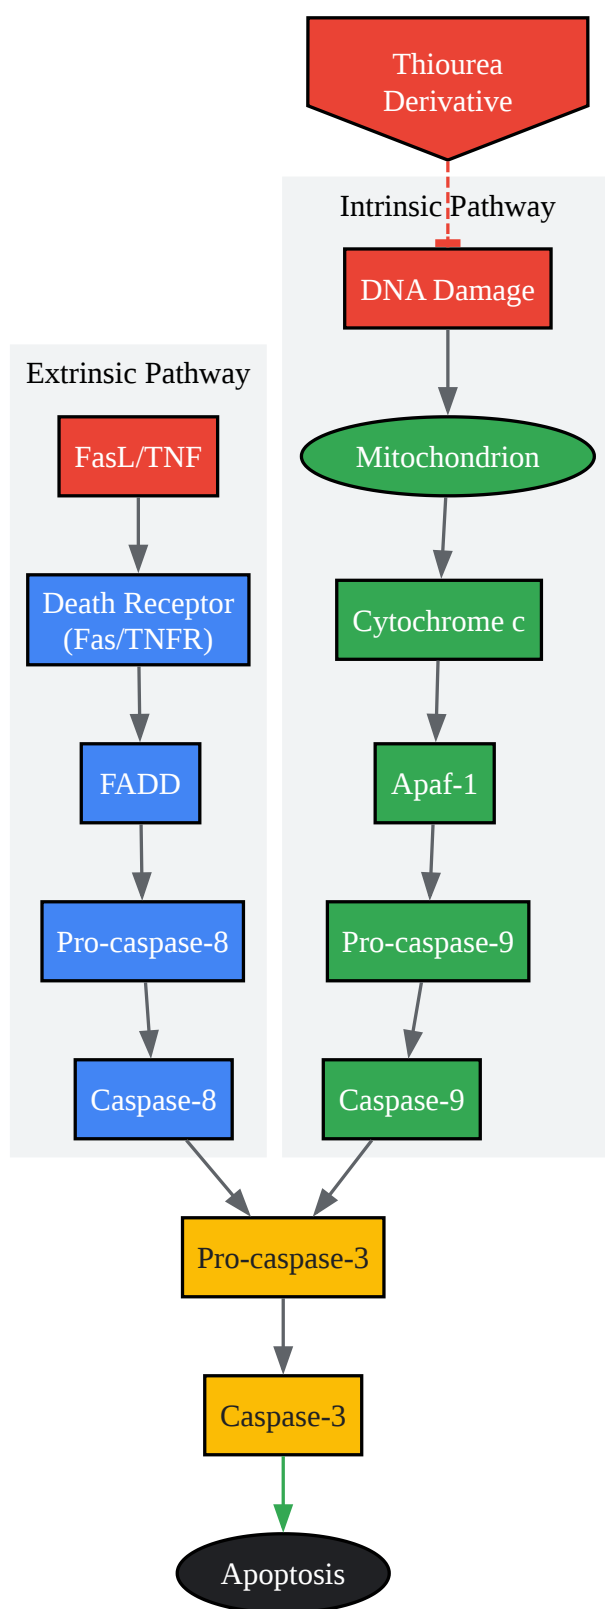 Thiourea
Derivative
Intrinsic Pathway
DNA Damage
Extrinsic Pathway
FasL/TNF
Mitochondrion
Death Receptor
(Fas/TNFR)
Cytochrome c
FADD
Apaf-1
Pro-caspase-8
Pro-caspase-9
Caspase-8
Caspase-9
Pro-caspase-3
Caspase-3
Apoptosis